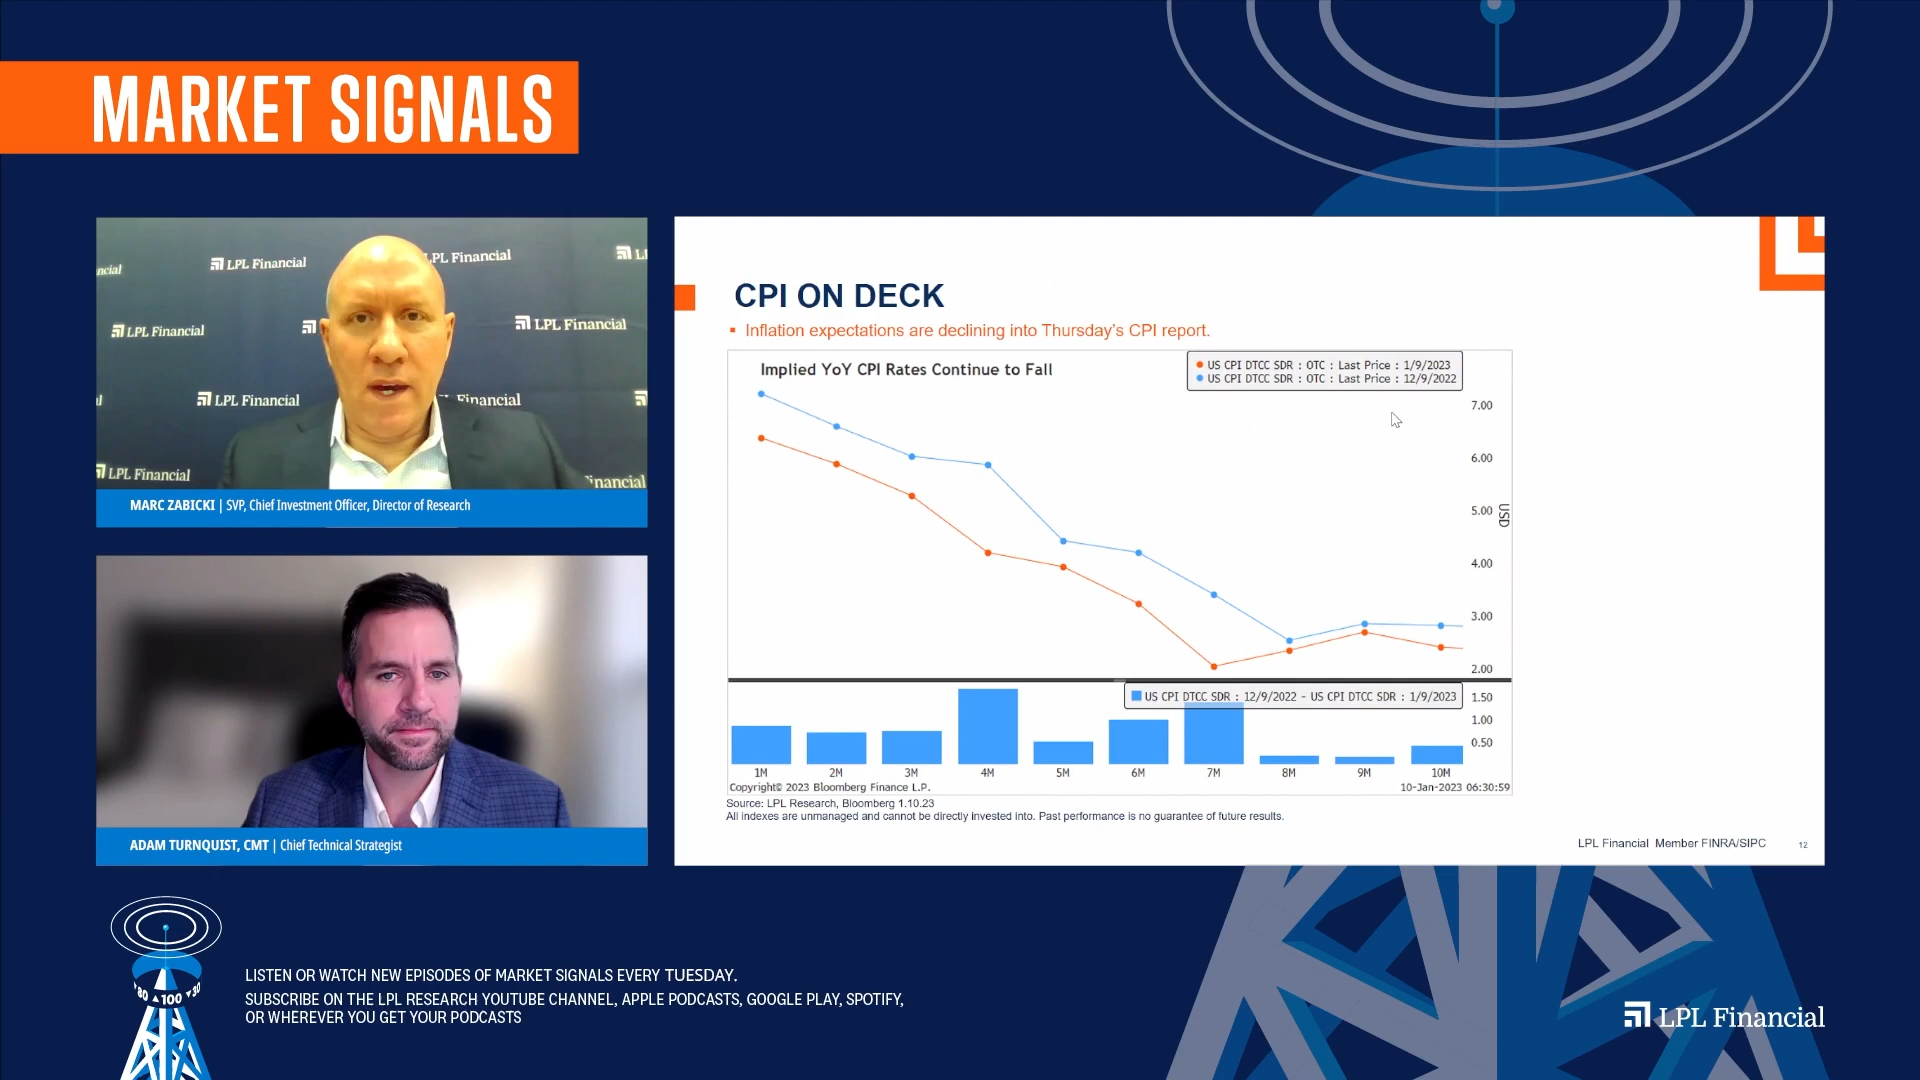 MARKET SIGNALS
ncial
LPL Financial
LPL Financial
L
LPL Financial
LPL Financial
LPL Financial
Financial
LPL Financial
inancial
MARC ZABICKI | SVP, Chief Investment Officer, Director of Research
ADAM TURNQUIST, CMT | Chief Technical Strategist
CPI ON DECK
▪ Inflation expectations are declining into Thursday's CPI report.
Implied YoY CPI Rates Continue to Fall
US CPI DTCC SDR : OTC : Last Price : 1/9/2023
US CPI DTCC SDR : OTC : Last Price : 12/9/2022
7.00
6.00
5.00
USD
4.00
3.00
2.00
US CPI DTCC SDR : 12/9/2022 - US CPI DTCC SDR : 1/9/2023
1.50
1.00
0.50
1M 2M 3M 4M 5M 6M 7M 8M 9M 10M
Copyright© 2023 Bloomberg Finance L.P. 10-Jan-2023 06:30:59
Source: LPL Research, Bloomberg 1.10.23
All indexes are unmanaged and cannot be directly invested into. Past performance is no guarantee of future results.
LPL Financial Member FINRA/SIPC 12
80 ▲ 100 ▼ 30
LISTEN OR WATCH NEW EPISODES OF MARKET SIGNALS EVERY TUESDAY.
SUBSCRIBE ON THE LPL RESEARCH YOUTUBE CHANNEL, APPLE PODCASTS, GOOGLE PLAY, SPOTIFY,
OR WHEREVER YOU GET YOUR PODCASTS
LPL Financial